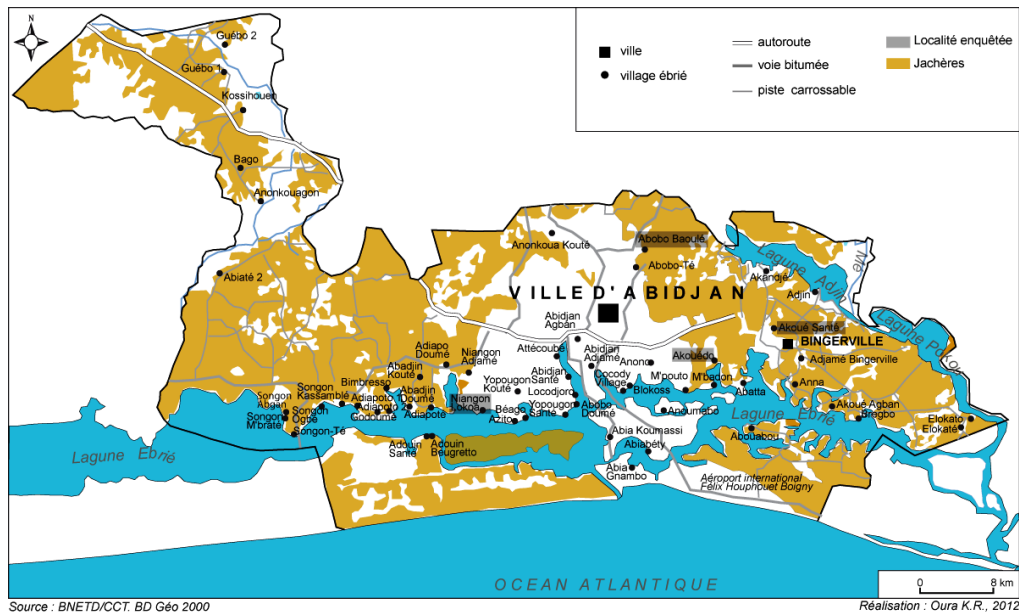 N
ville
village ébrié
autoroute
voie bitumée
piste carrossable
Localité enquêtée
Jachères
Guébo 2
Guébo 1
Kossihouen
Bago
Anonkouagon
Abiaté 2
Anonkoua Kouté
Abobo Baoulé
Abobo-Té
Akandjé
Adjin
Lagune Adjin
Mé
Lagune Potou
VILLE D'ABIDJAN
Akoué Santé
BINGERVILLE
Adjamé Bingerville
Abidjan
Agban
Adiapo
Doumé
Niangon
Adjamé
Attécoubé
Abidjan
Adjamé
Anono
Akouédo
Abadjin
Kouté
Bimbresso
Abidjan
Santé
Cocody
Village
M'pouto
M'badon
Abatta
Anna
Songon
Kassamblé
Songon
Agban
Songon
M'braté
Songon
Ogbé
Songon-Té
Adiapoto 1
Adiapoto 2
Godoumé
Abadjin
Doumé
Adiapoté
Niangon
Lokoa
Yopougon
Kouté
Locodjoro
Béago
Azito
Yopougon
Santé
Abobo
Doumé
Blokoss
Anoumabo
Akoué Agban
Bregbo
Elokato
Elokaté
Lagune Ebrié
Lagune Ebrié
Adouin
Santé
Adouin
Beugretto
Abia Koumassi
Abiabéty
Abia
Gnambo
Abouabou
Aéroport international
Félix Houphouet Boigny
OCEAN ATLANTIQUE
0 8 km
Source : BNETD/CCT. BD Géo 2000
Réalisation : Oura K.R., 2012